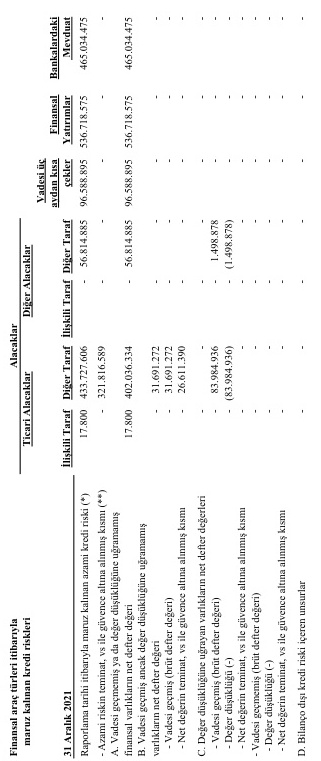 Finansal araç türleri itibarıyla
maruz kalınan kredi riskleri
Alacaklar
Ticari Alacaklar Diğer Alacaklar
Vadesi üç
avdan kısa Finansal Bankalardaki
31 Aralık 2021 İlişkili Taraf Diğer Taraf İlişkili Taraf Diğer Taraf çekler Yatırımlar Mevduat
Raporlama tarihi itibarıyla maruz kalınan azami kredi riski (*) 17.800 433.727.606 - 56.814.885 96.588.895 536.718.575 465.034.475
- Azami riskin teminat, vs ile güvence altına alınmış kısmı (**) - 321.816.589 - - - - -
A. Vadesi geçmemiş ya da değer düşüklüğüne uğramamış
finansal varlıkların net defter değeri 17.800 402.036.334 - 56.814.885 96.588.895 536.718.575 465.034.475
B. Vadesi geçmiş ancak değer düşüklüğüne uğramamış
varlıkların net defter değeri - 31.691.272 - - - - -
- Vadesi geçmiş (brüt defter değeri) - 31.691.272 - - - - -
- Net değerin teminat, vs ile güvence altına alınmış kısmı - 26.611.390 - - - - -
C. Değer düşüklüğüne uğrayan varlıkların net defter değerleri - - - - - - -
- Vadesi geçmiş (brüt defter değeri) - 83.984.936 - 1.498.878 - - -
- Değer düşüklüğü (-) - (83.984.936) - (1.498.878) - - -
- Net değerin teminat, vs ile güvence altına alınmış kısmı - - - - - - -
- Vadesi geçmemiş (brüt defter değeri) - - - - - - -
- Değer düşüklüğü (-) - - - - - - -
- Net değerin teminat, vs ile güvence altına alınmış kısmı - - - - - - -
D. Bilanço dışı kredi riski içeren unsurlar - - - - - - -